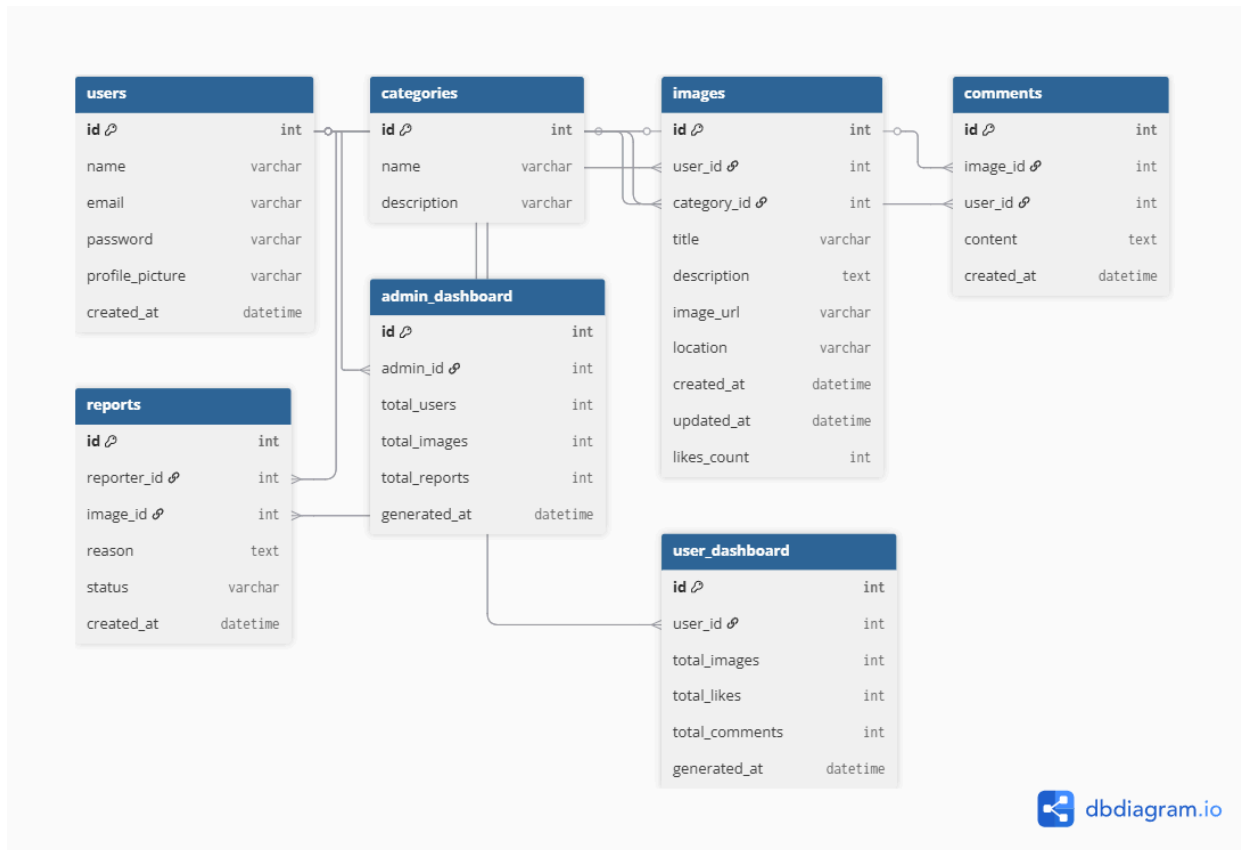 users
id int
name varchar
email varchar
password varchar
profile_picture varchar
created_at datetime
categories
id int
name varchar
description varchar
images
id int
user_id int
category_id int
title varchar
description text
image_url varchar
location varchar
created_at datetime
updated_at datetime
likes_count int
comments
id int
image_id int
user_id int
content text
created_at datetime
admin_dashboard
id int
admin_id int
total_users int
total_images int
total_reports int
generated_at datetime
reports
id int
reporter_id int
image_id int
reason text
status varchar
created_at datetime
user_dashboard
id int
user_id int
total_images int
total_likes int
total_comments int
generated_at datetime
dbdiagram.io